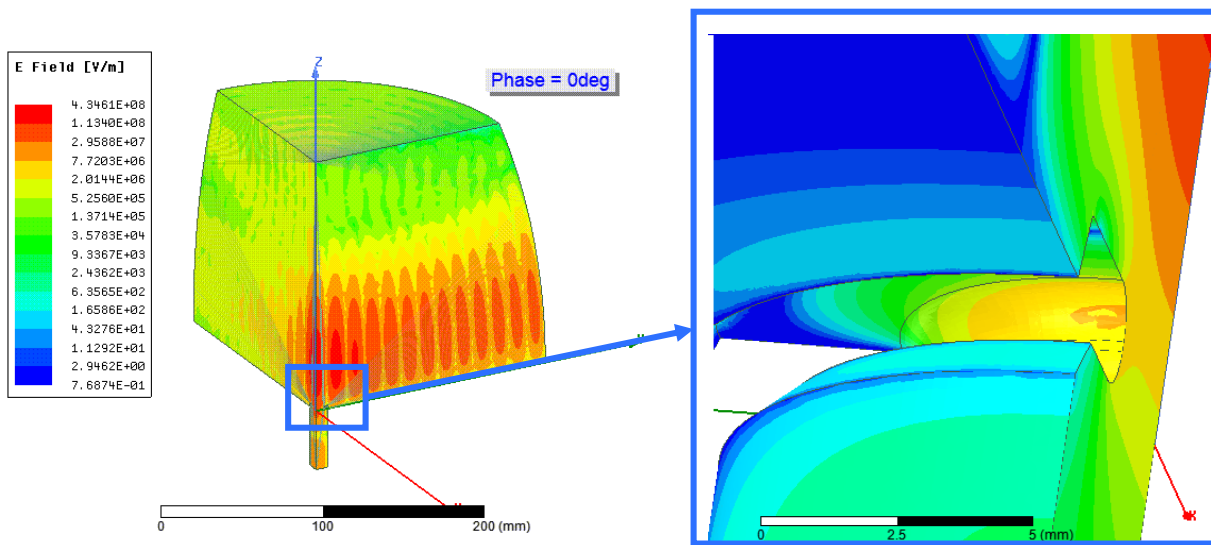 E Field [V/m]
4.3461E+08
1.1340E+08
2.9588E+07
7.7203E+06
2.0144E+06
5.2560E+05
1.3714E+05
3.5783E+04
9.3367E+03
2.4362E+03
6.3565E+02
1.6586E+02
4.3276E+01
1.1292E+01
2.9462E+00
7.6874E-01
Z
Phase = 0deg
0
100
200 (mm)
0
2.5
5 (mm)